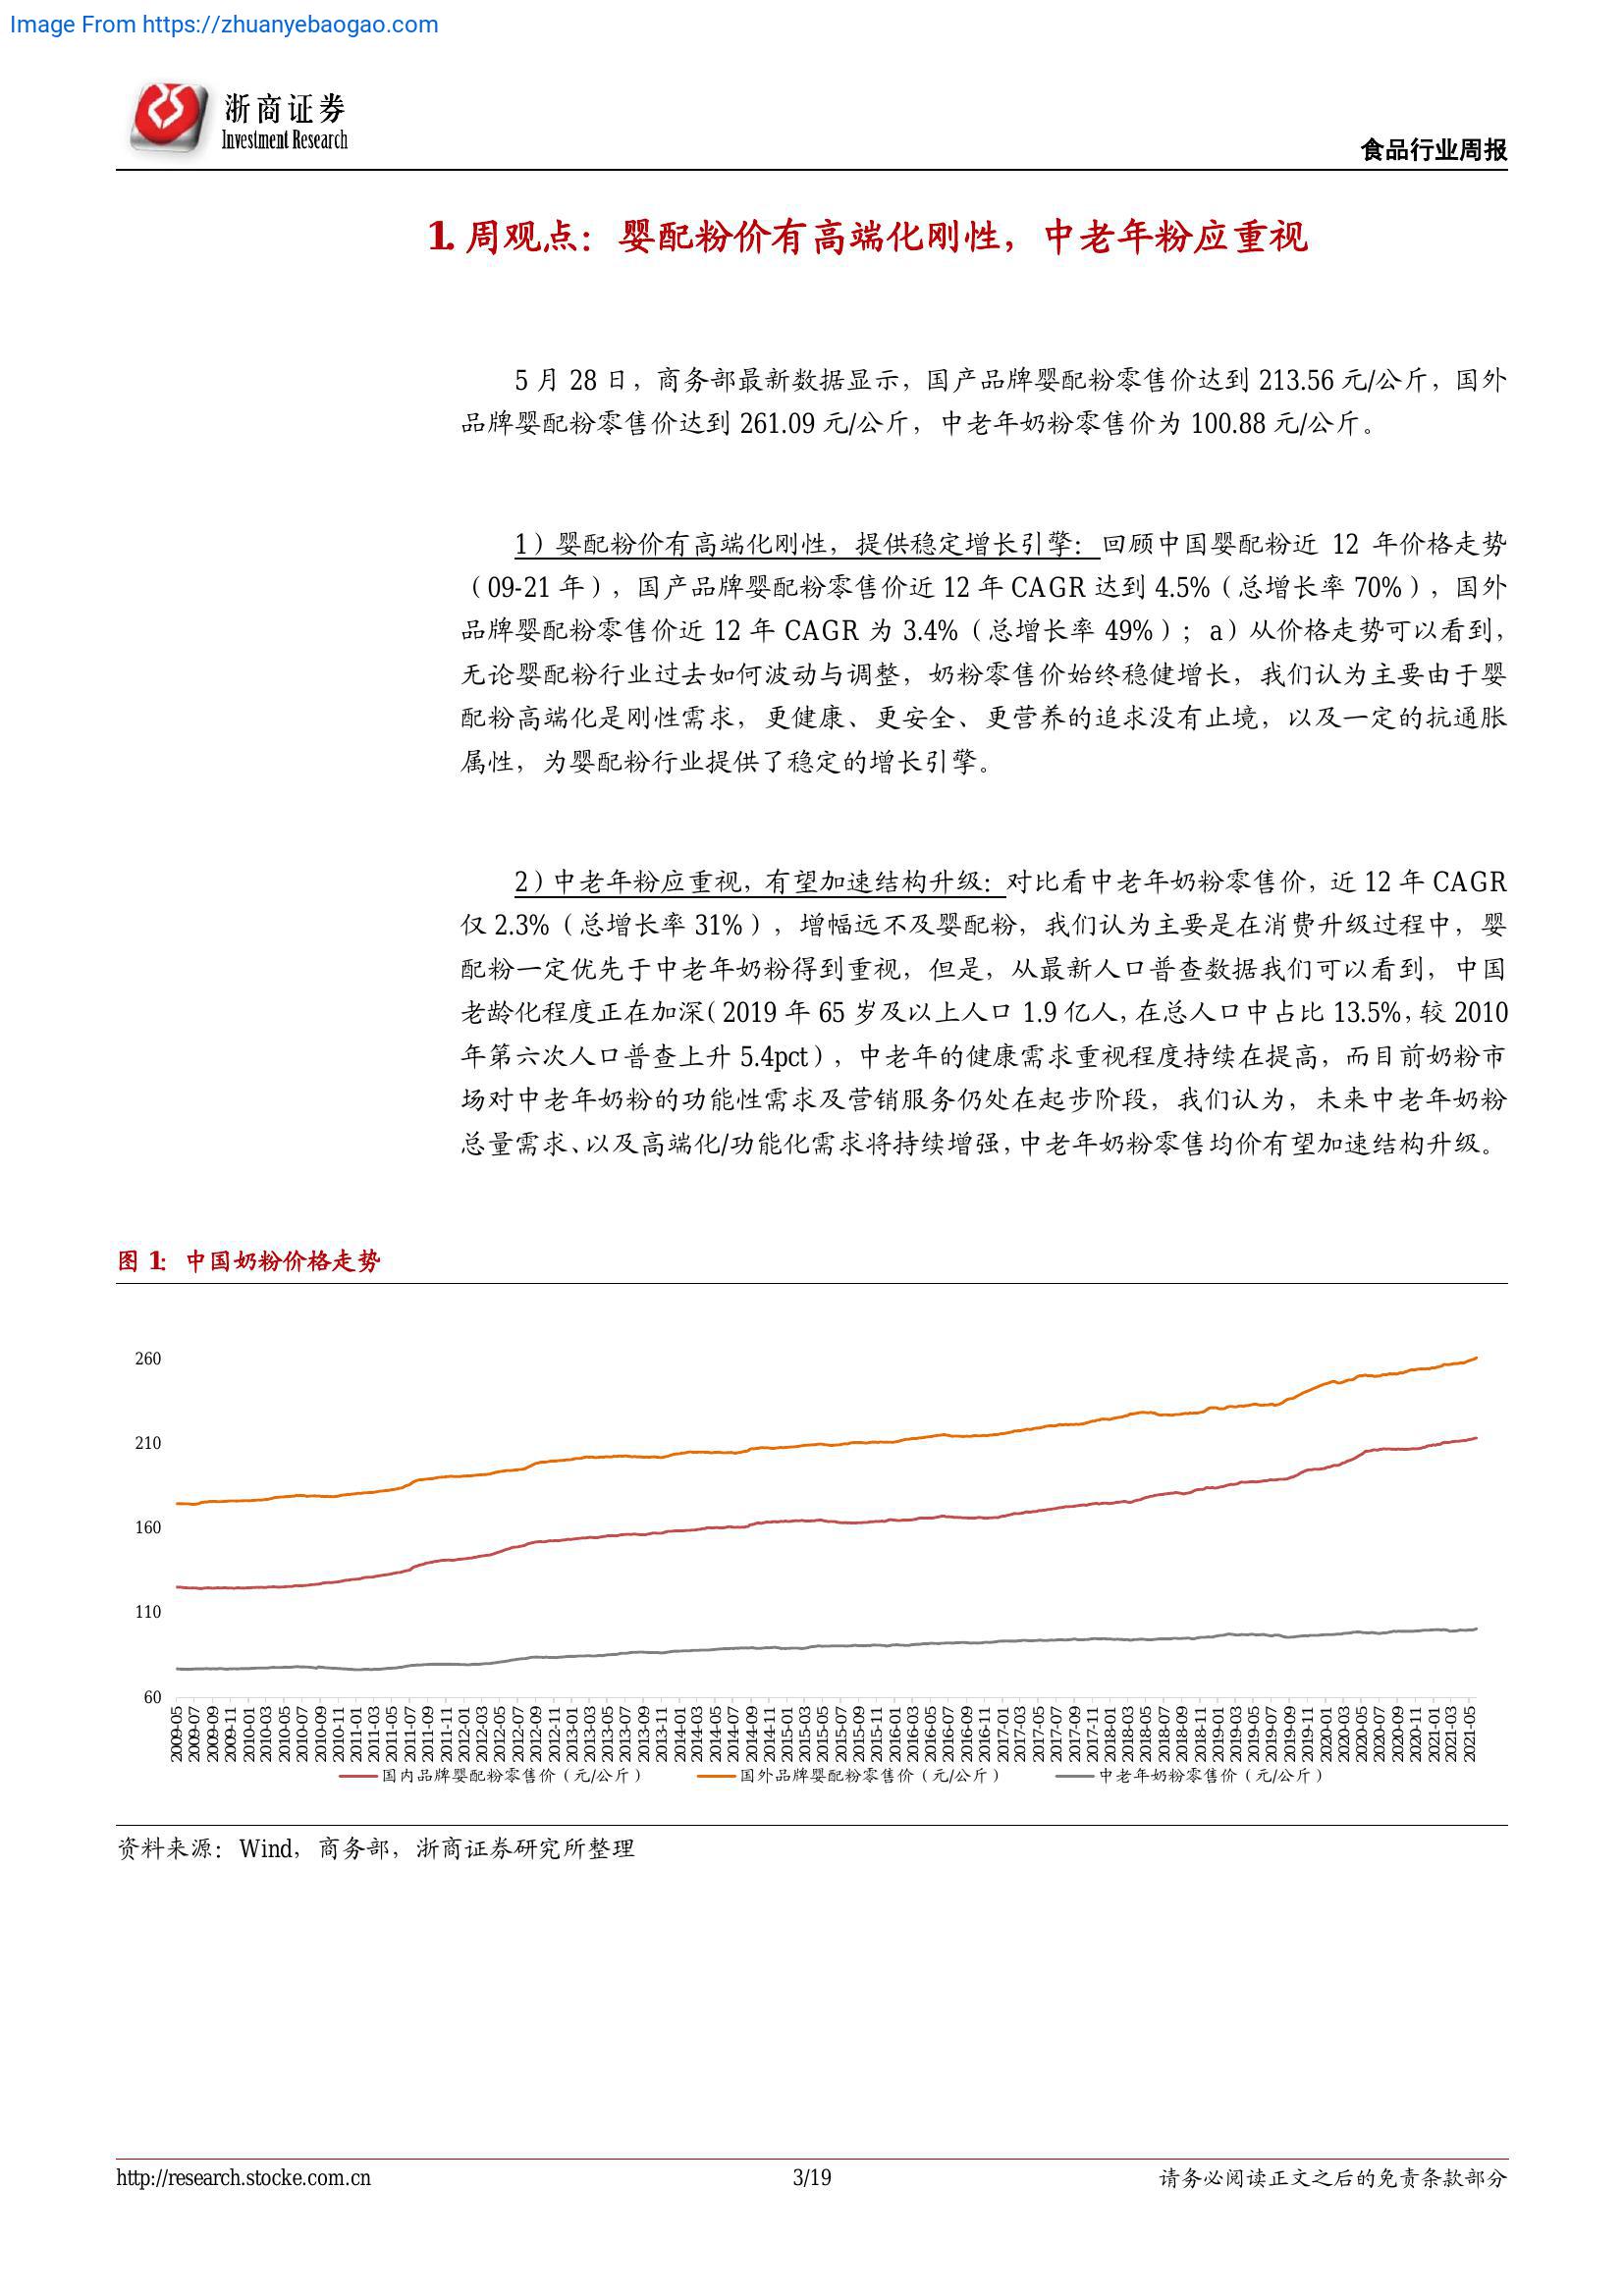 Image From https://zhuanyebaogao.com
浙商证券
Investment Research
食品行业周报
1. 周观点：婴配粉价有高端化刚性，中老年粉应重视
5 月 28 日，商务部最新数据显示，国产品牌婴配粉零售价达到 213.56 元/公斤，国外
品牌婴配粉零售价达到 261.09 元/公斤，中老年奶粉零售价为 100.88 元/公斤。
1）婴配粉价有高端化刚性，提供稳定增长引擎：回顾中国婴配粉近 12 年价格走势
（09-21 年），国产品牌婴配粉零售价近 12 年 CAGR 达到 4.5%（总增长率 70%），国外
品牌婴配粉零售价近 12 年 CAGR 为 3.4%（总增长率 49%）；a）从价格走势可以看到，
无论婴配粉行业过去如何波动与调整，奶粉零售价始终稳健增长，我们认为主要由于婴
配粉高端化是刚性需求，更健康、更安全、更营养的追求没有止境，以及一定的抗通胀
属性，为婴配粉行业提供了稳定的增长引擎。
2）中老年粉应重视，有望加速结构升级：对比看中老年奶粉零售价，近 12 年 CAGR
仅 2.3%（总增长率 31%），增幅远不及婴配粉，我们认为主要是在消费升级过程中，婴
配粉一定优先于中老年奶粉得到重视，但是，从最新人口普查数据我们可以看到，中国
老龄化程度正在加深（2019 年 65 岁及以上人口 1.9 亿人，在总人口中占比 13.5%，较 2010
年第六次人口普查上升 5.4pct），中老年的健康需求重视程度持续在提高，而目前奶粉市
场对中老年奶粉的功能性需求及营销服务仍处在起步阶段，我们认为，未来中老年奶粉
总量需求、以及高端化/功能化需求将持续增强，中老年奶粉零售均价有望加速结构升级。
图 1：中国奶粉价格走势
260
210
160
110
60
2009-05 2009-07 2009-09 2009-11 2010-01 2010-03 2010-05 2010-07 2010-09 2010-11 2011-01 2011-03 2011-05 2011-07 2011-09 2011-11 2012-01 2012-03 2012-05 2012-07 2012-09 2012-11 2013-01 2013-03 2013-05 2013-07 2013-09 2013-11 2014-01 2014-03 2014-05 2014-07 2014-09 2014-11 2015-01 2015-03 2015-05 2015-07 2015-09 2015-11 2016-01 2016-03 2016-05 2016-07 2016-09 2016-11 2017-01 2017-03 2017-05 2017-07 2017-09 2017-11 2018-01 2018-03 2018-05 2018-07 2018-09 2018-11 2019-01 2019-03 2019-05 2019-07 2019-09 2019-11 2020-01 2020-03 2020-05 2020-07 2020-09 2020-11 2021-01 2021-03 2021-05
国内品牌婴配粉零售价（元/公斤） 国外品牌婴配粉零售价（元/公斤） 中老年奶粉零售价（元/公斤）
资料来源：Wind，商务部，浙商证券研究所整理
http://research.stocke.com.cn 3/19 请务必阅读正文之后的免责条款部分